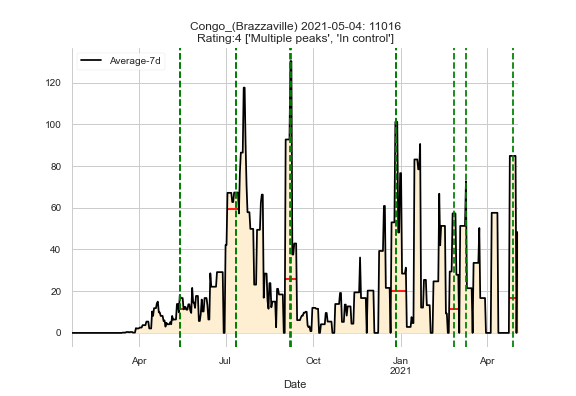 Congo_(Brazzaville) 2021-05-04: 11016
Rating:4 ['Multiple peaks', 'In control']
Average-7d
120
100
80
60
40
20
0
Apr
Jul
Oct
Jan
2021
Apr
Date